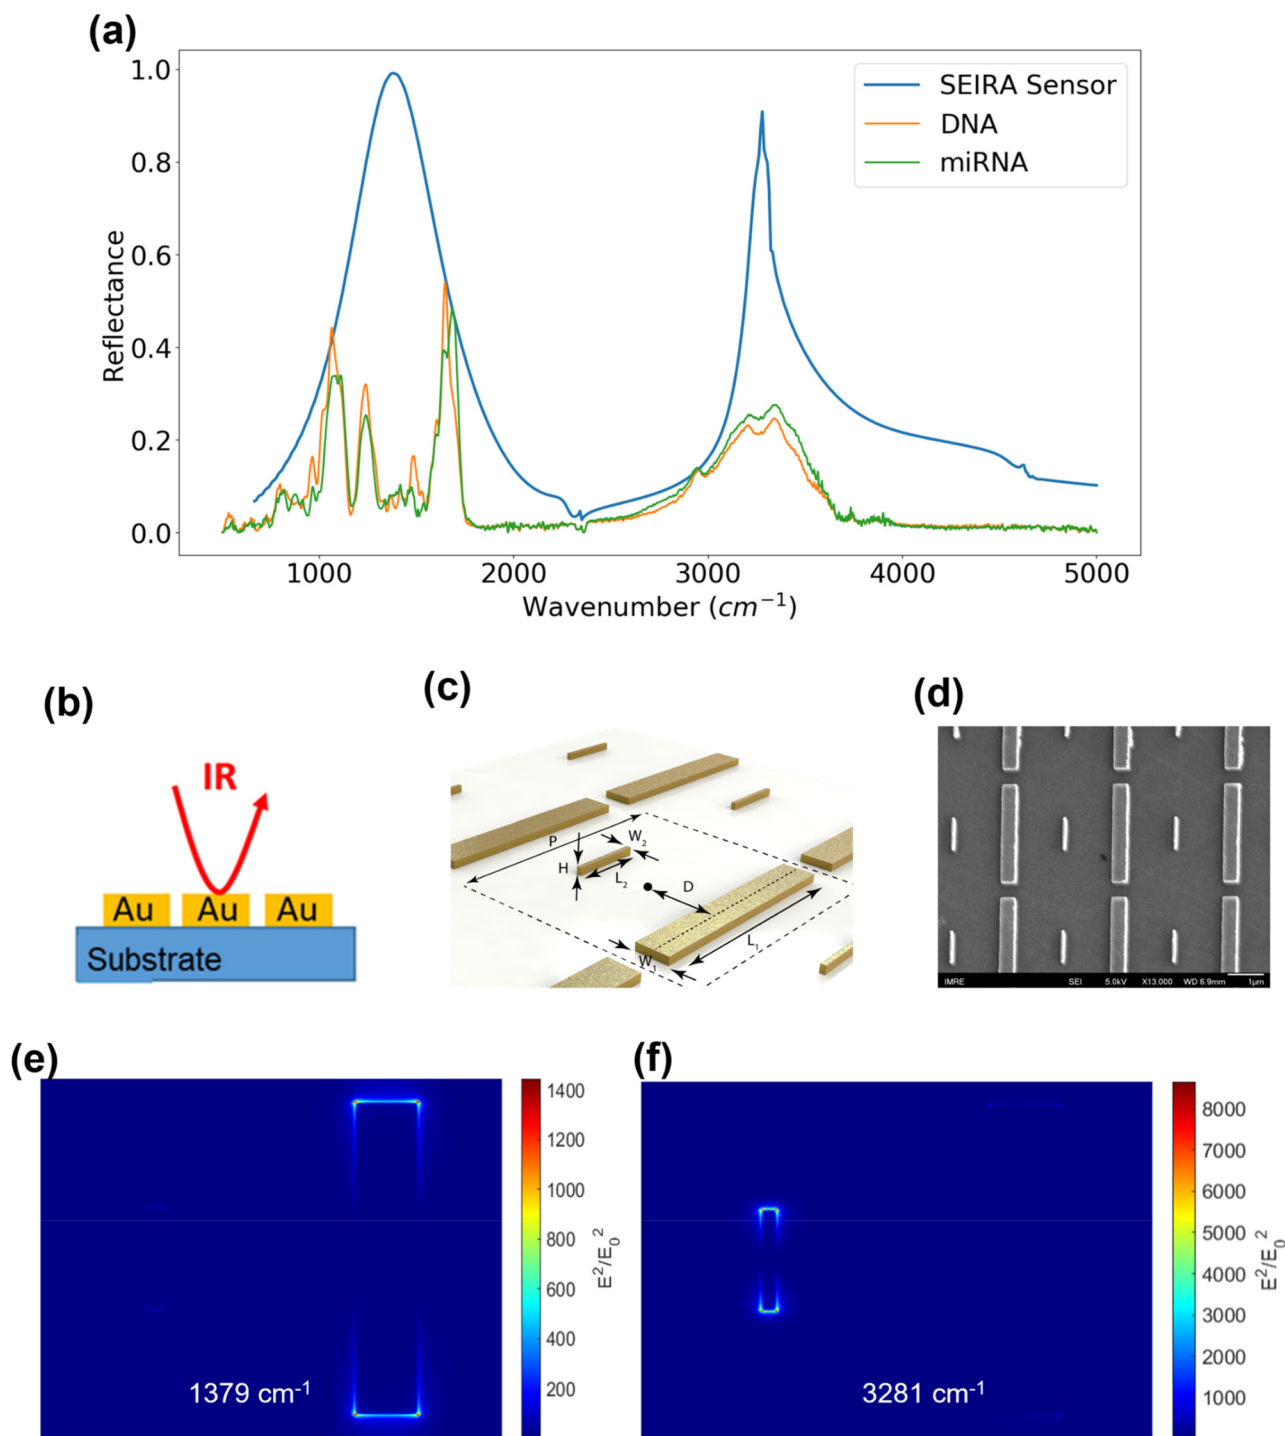 (a)
1.0
0.8
0.6
0.4
0.2
0.0
Reflectance
SEIRA Sensor
DNA
miRNA
1000 2000 3000 4000 5000
Wavenumber (cm⁻¹)
(b)
IR
Au Au Au
Substrate
(c)
P
W₂
H
L₂
D
L₁
W₁
(d)
IMRE SEI 5.0kV X13.000 WD 6.9mm 1μm
(e)
1379 cm⁻¹
1400
1200
1000
800
600
400
200
E²/E₀²
(f)
3281 cm⁻¹
8000
7000
6000
5000
4000
3000
2000
1000
E²/E₀²